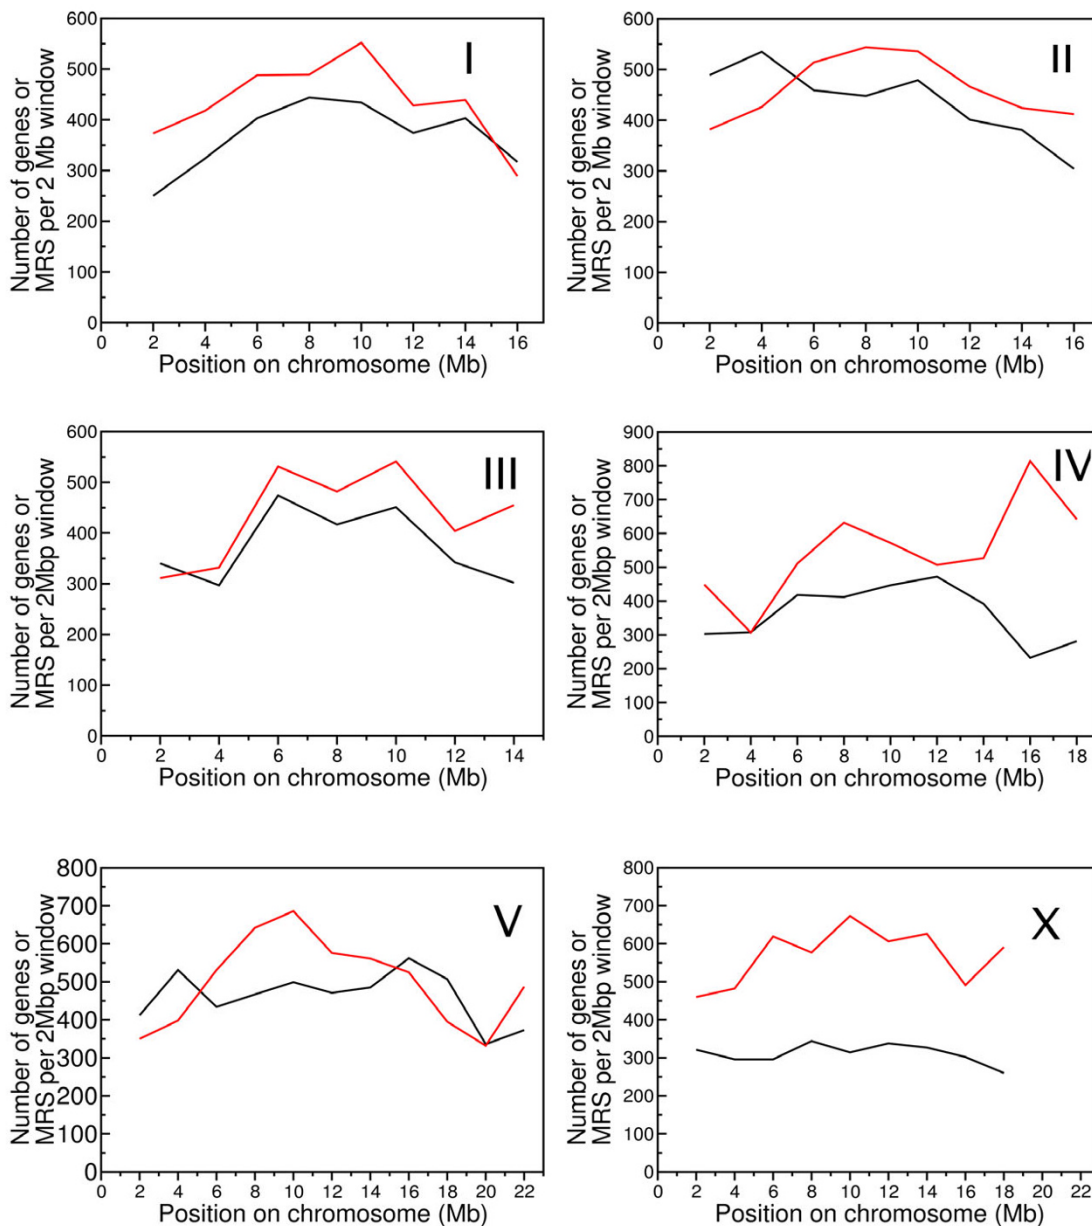 600
500
400
300
200
100
0
Number of genes or
MRS per 2 Mb window
I
0 2 4 6 8 10 12 14 16
Position on chromosome (Mb)
600
500
400
300
200
100
0
Number of genes or
MRS per 2 Mb window
II
0 2 4 6 8 10 12 14 16
Position on chromosome (Mb)
600
500
400
300
200
100
0
Number of genes or
MRS per 2Mbp window
III
0 2 4 6 8 10 12 14
Position on chromosome (Mb)
900
800
700
600
500
400
300
200
100
0
Number of genes or
MRS per 2Mbp window
IV
0 2 4 6 8 10 12 14 16 18
Position on chromosome (Mb)
800
700
600
500
400
300
200
100
0
Number of genes or
MRS per 2Mbp window
V
0 2 4 6 8 10 12 14 16 18 20 22
Position on chromosome (Mb)
800
700
600
500
400
300
200
100
0
Number of genes or
MRS per 2Mbp window
X
0 2 4 6 8 10 12 14 16 18 20 22
Position on chromosome (Mb)